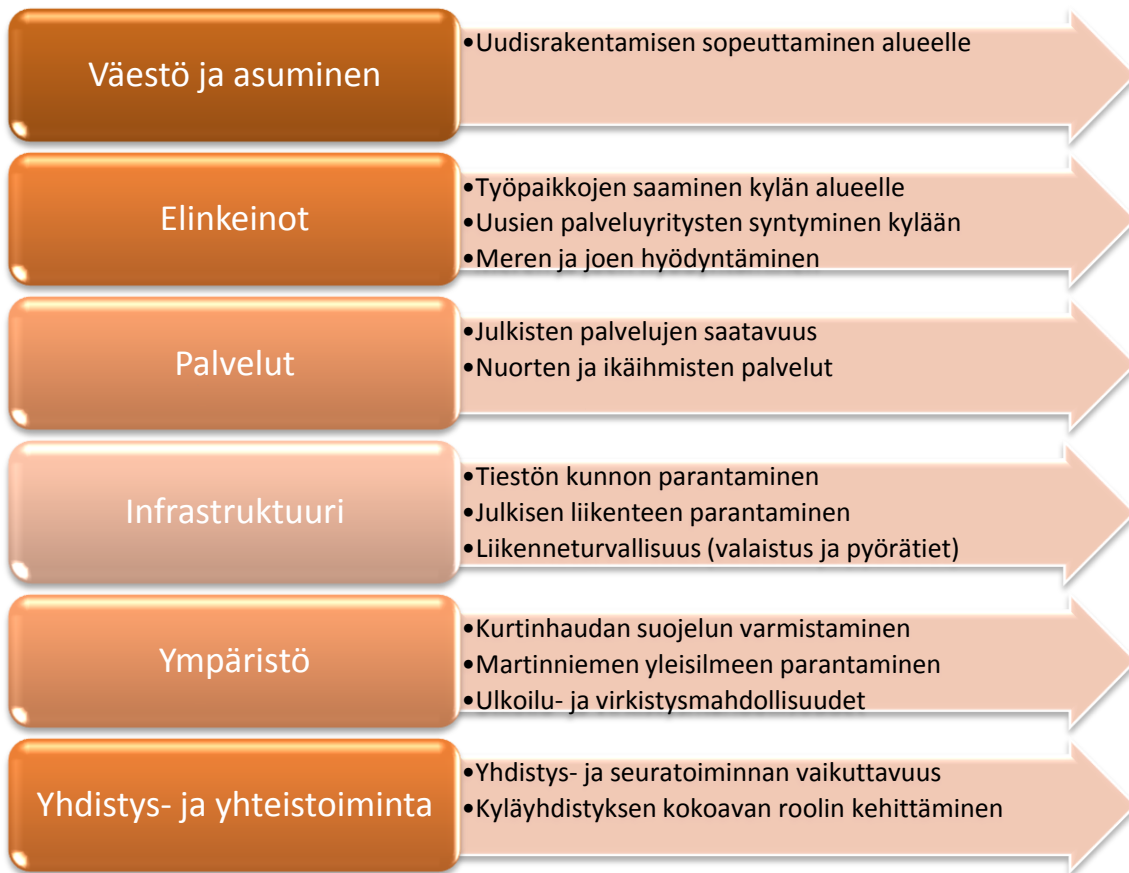 Väestö ja asuminen
•Uudisrakentamisen sopeuttaminen alueelle
Elinkeinot
•Työpaikkojen saaminen kylän alueelle
•Uusien palveluyritysten syntyminen kylään
•Meren ja joen hyödyntäminen
Palvelut
•Julkisten palvelujen saatavuus
•Nuorten ja ikäihmisten palvelut
Infrastruktuuri
•Tiestön kunnon parantaminen
•Julkisen liikenteen parantaminen
•Liikenneturvallisuus (valaistus ja pyörätiet)
Ympäristö
•Kurtinhaudan suojelun varmistaminen
•Martinniemen yleisilmeen parantaminen
•Ulkoilu- ja virkistysmahdollisuudet
Yhdistys- ja yhteistoiminta
•Yhdistys- ja seuratoiminnan vaikuttavuus
•Kyläyhdistyksen kokoavan roolin kehittäminen